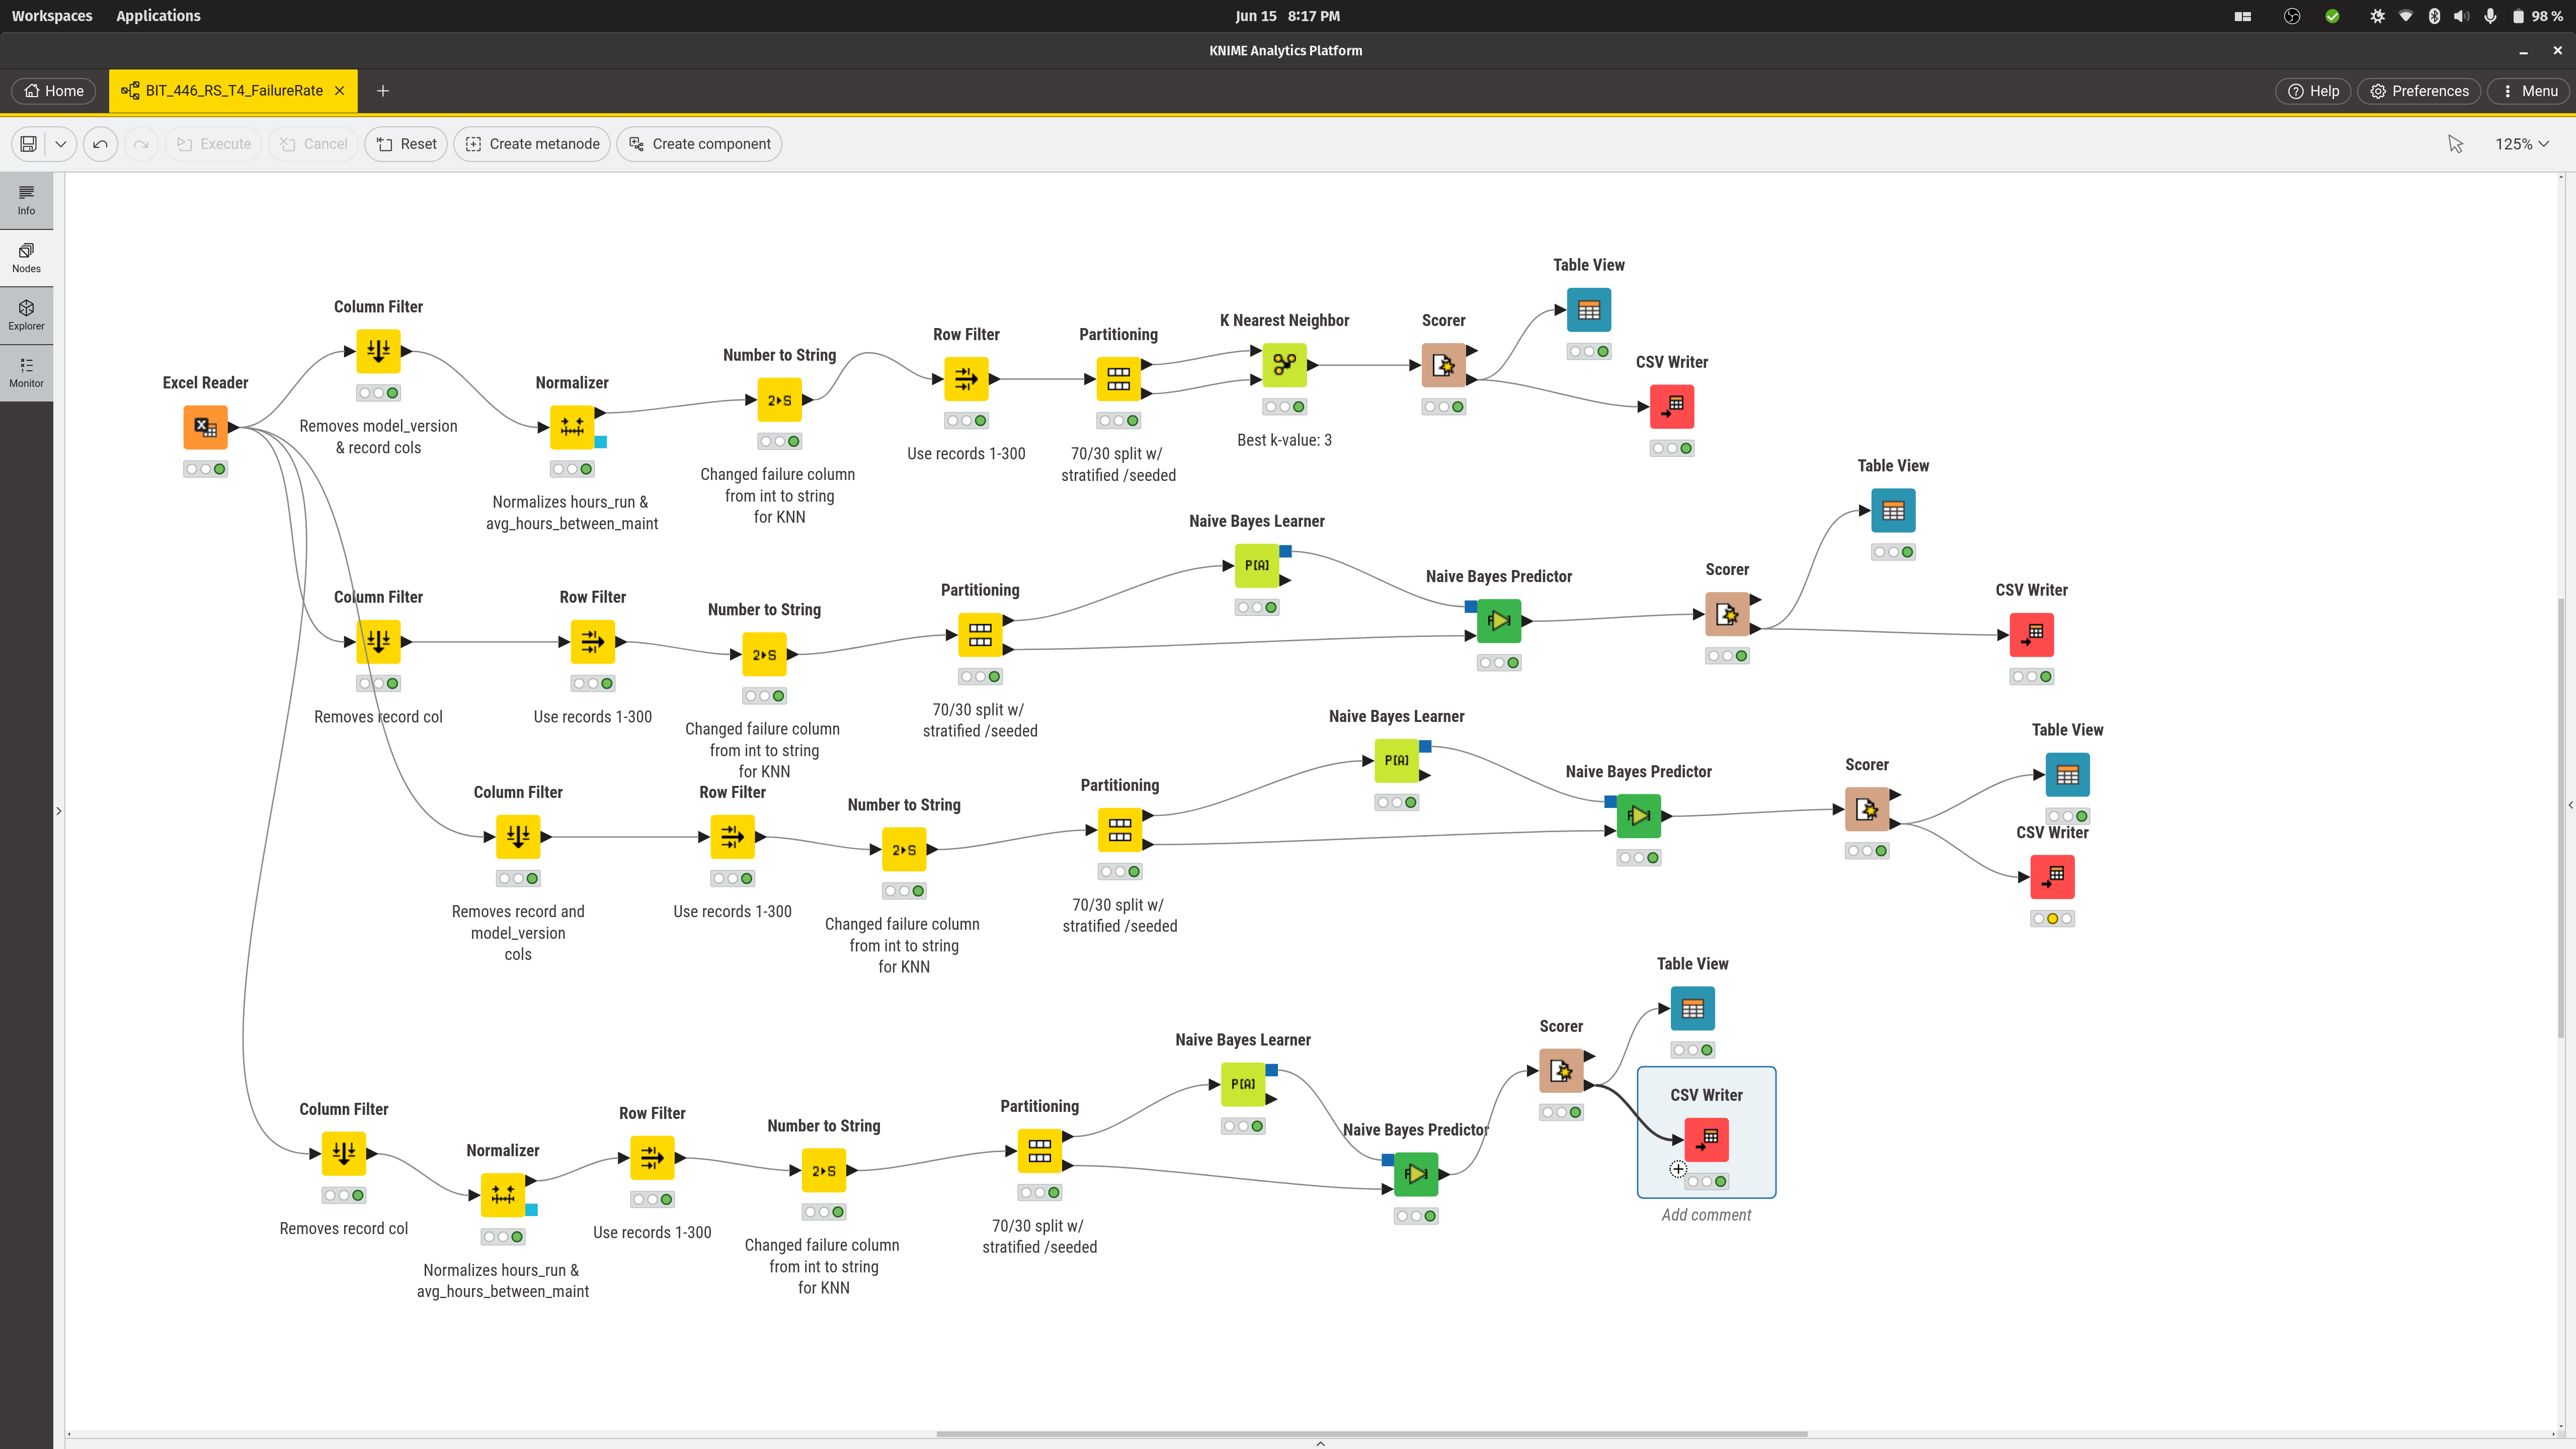 Workspaces Applications Jun 15 8:17 PM 98 %
KNIME Analytics Platform
Home BIT_446_RS_T4_FailureRate Help Preferences Menu
Execute Cancel Reset Create metanode Create component 125%
Info
Nodes
Explorer
Monitor
Excel Reader
Column Filter
Removes model_version
& record cols
Normalizer
Normalizes hours_run &
avg_hours_between_maint
Number to String
2▸S
Changed failure column
from int to string
for KNN
Row Filter
Use records 1-300
Partitioning
70/30 split w/
stratified /seeded
K Nearest Neighbor
Best k-value: 3
Scorer
Table View
CSV Writer
Column Filter
Removes record col
Row Filter
Use records 1-300
Number to String
2▸S
Changed failure column
from int to string
for KNN
Partitioning
70/30 split w/
stratified /seeded
Naive Bayes Learner
P[A]
Naive Bayes Predictor
Scorer
Table View
CSV Writer
Column Filter
Removes record and
model_version
cols
Row Filter
Use records 1-300
Number to String
2▸S
Changed failure column
from int to string
for KNN
Partitioning
70/30 split w/
stratified /seeded
Naive Bayes Learner
P[A]
Naive Bayes Predictor
Scorer
Table View
CSV Writer
Column Filter
Removes record col
Normalizer
Normalizes hours_run &
avg_hours_between_maint
Row Filter
Use records 1-300
Number to String
2▸S
Changed failure column
from int to string
for KNN
Partitioning
70/30 split w/
stratified /seeded
Naive Bayes Learner
P[A]
Naive Bayes Predictor
Scorer
Table View
CSV Writer
Add comment